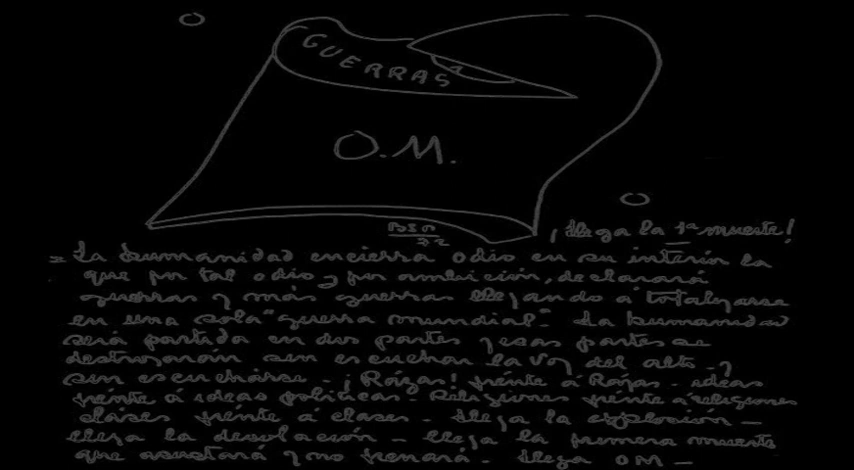 GUERRAS
O.M.
BSP
32
¡llega la 1ª muerte!
= La humanidad encierra odio en su interior la
que por tal odio y por ambición, declarará
guerras y más guerras llegando á totalizarse
en una sola "guerra mundial". La humanidad
será partida en dos partes y esas partes se
destrozarán sin escuchar la voz del alto - y
sin escucharse. ¡Razas! frente á Razas. ideas
frente á ideas políticas. Religiones frente á religiones
clases frente á clases. llega la explosión -
llega la desolación - llega la primera muerte
que asustará y no frenará. llega OM -